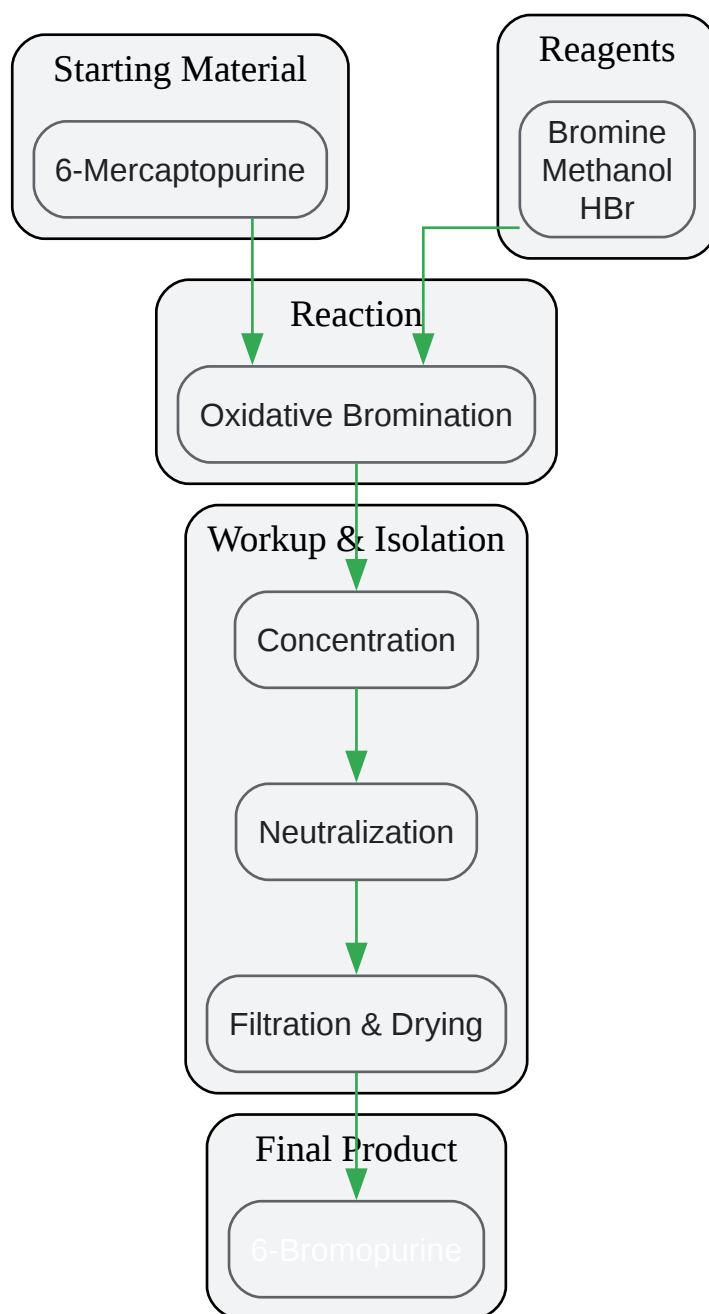 Starting Material
6-Mercaptopurine
Reagents
Bromine
Methanol
HBr
Reaction
Oxidative Bromination
Workup & Isolation
Concentration
Neutralization
Filtration & Drying
Final Product
6-Bromopurine